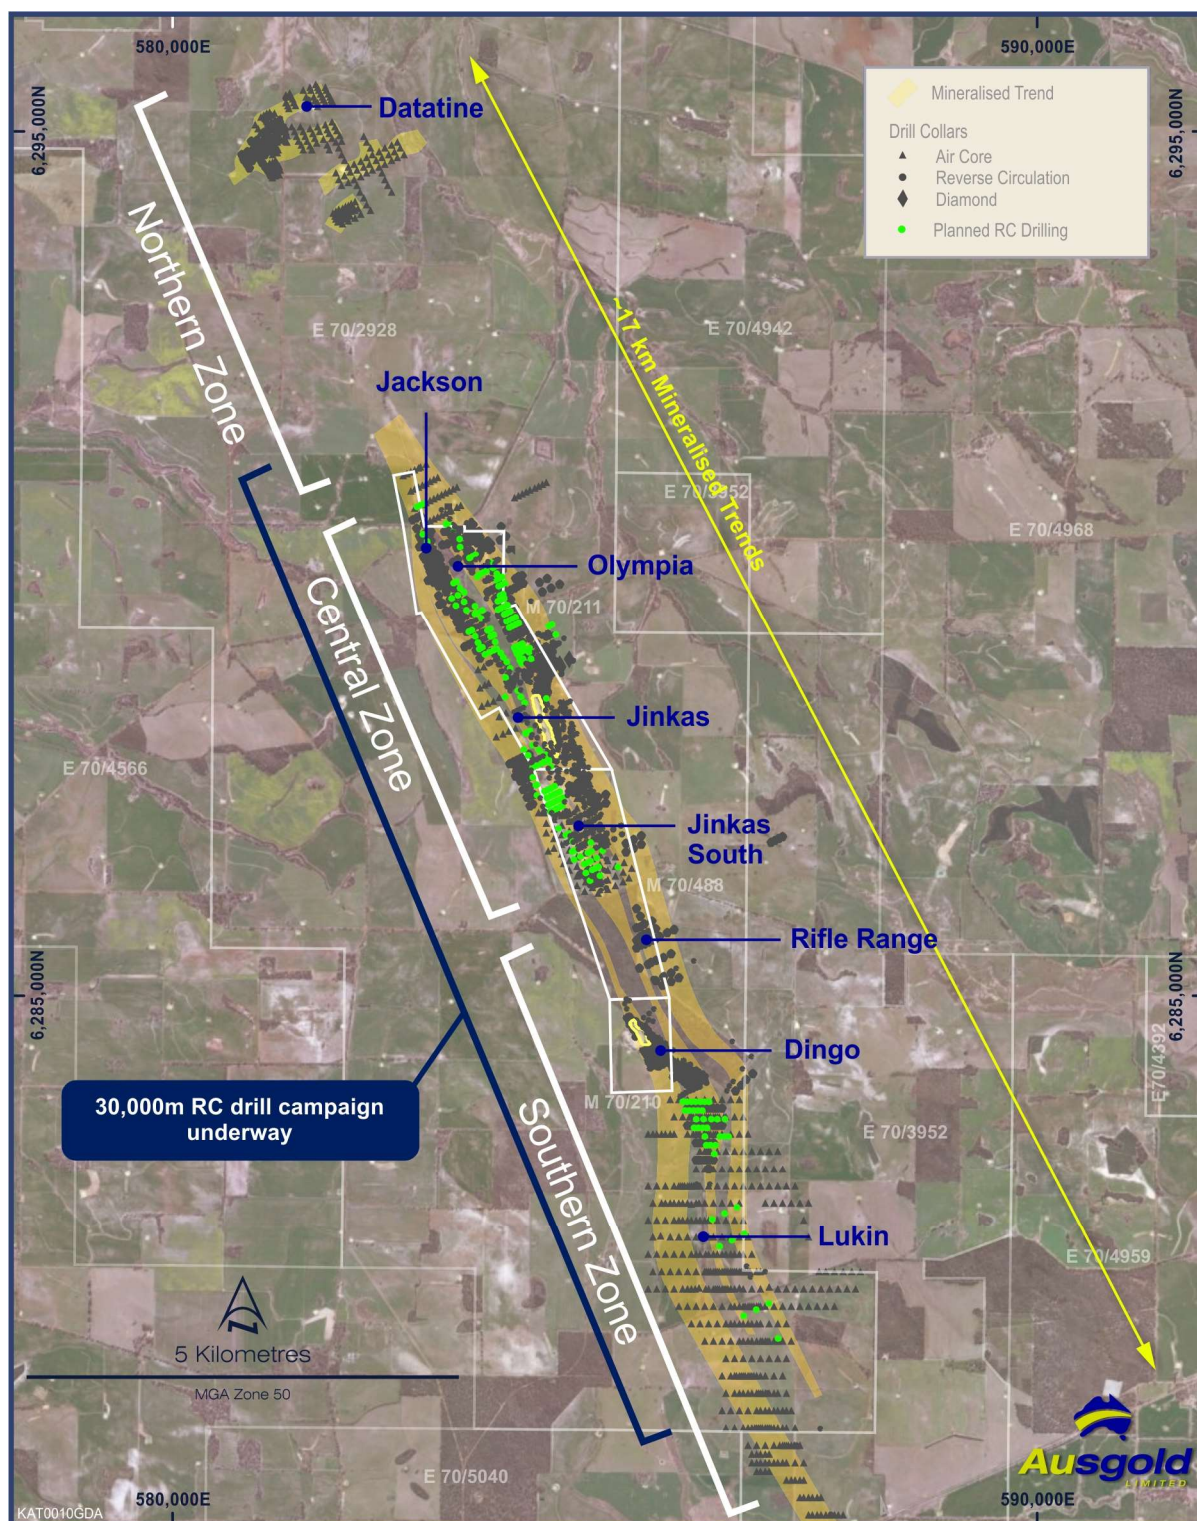 580,000E
590,000E
6,295,000N
6,295,000N
Mineralised Trend
Drill Collars
Air Core
Reverse Circulation
Diamond
Planned RC Drilling
Datatine
Northern Zone
E 70/2928
E 70/4942
~17 km Mineralised Trends
Jackson
E 70/3952
E 70/4968
Olympia
M 70/211
Central Zone
Jinkas
E 70/4566
Jinkas
South
M 70/488
Rifle Range
6,285,000N
6,285,000N
Dingo
E70/4392
30,000m RC drill campaign
underway
M 70/210
E 70/3952
Southern Zone
Lukin
E 70/4959
5 Kilometres
MGA Zone 50
Ausgold
LIMITED
E 70/5040
580,000E
590,000E
KAT0010GDA